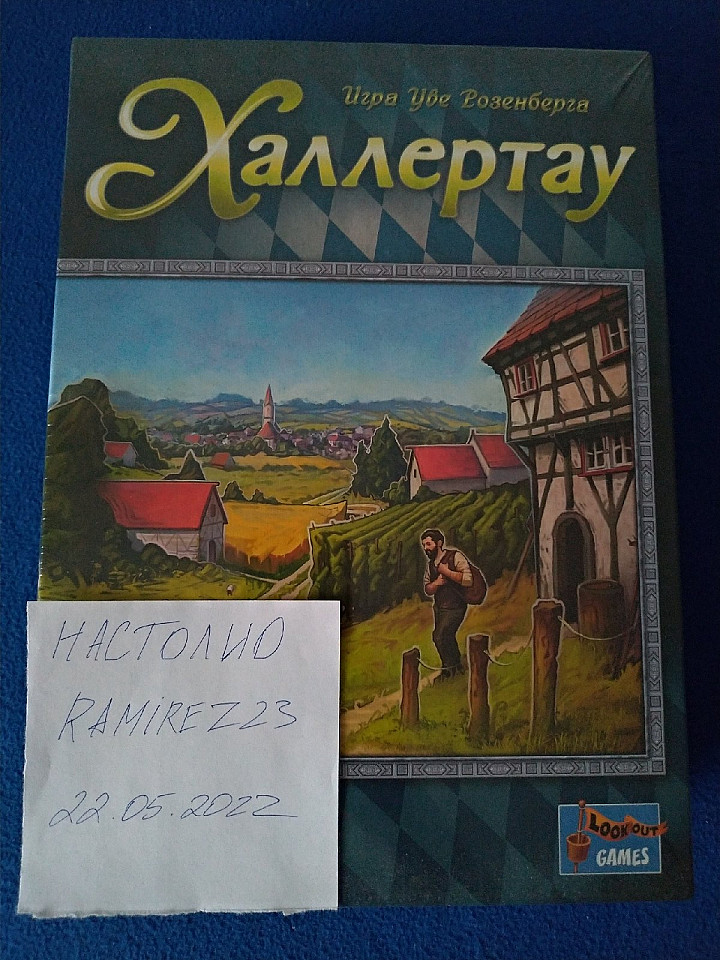 Игра Уве Розенберга
Халлертау
НАСТОЛИО
RAMIREZ23
22.05.2022
LOOKOUT
GAMES